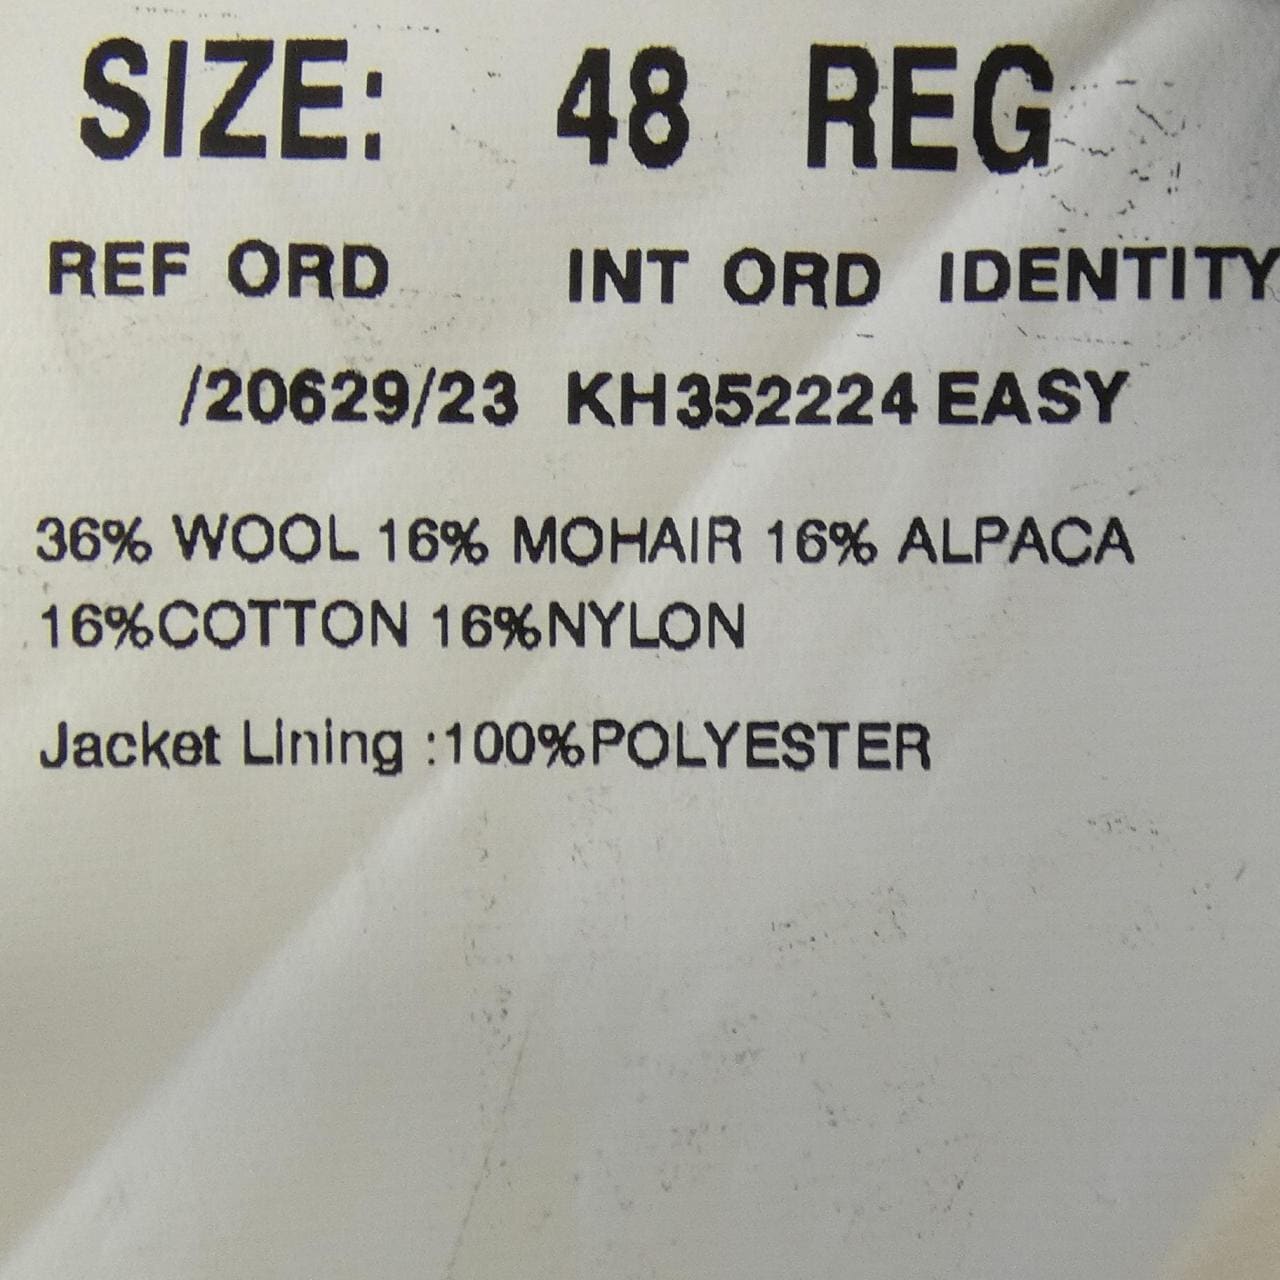 SIZE: 48 REG
REF ORD INT ORD IDENTITY
/20629/23 KH352224 EASY
36% WOOL 16% MOHAIR 16% ALPACA
16%COTTON 16%NYLON
Jacket Lining :100%POLYESTER